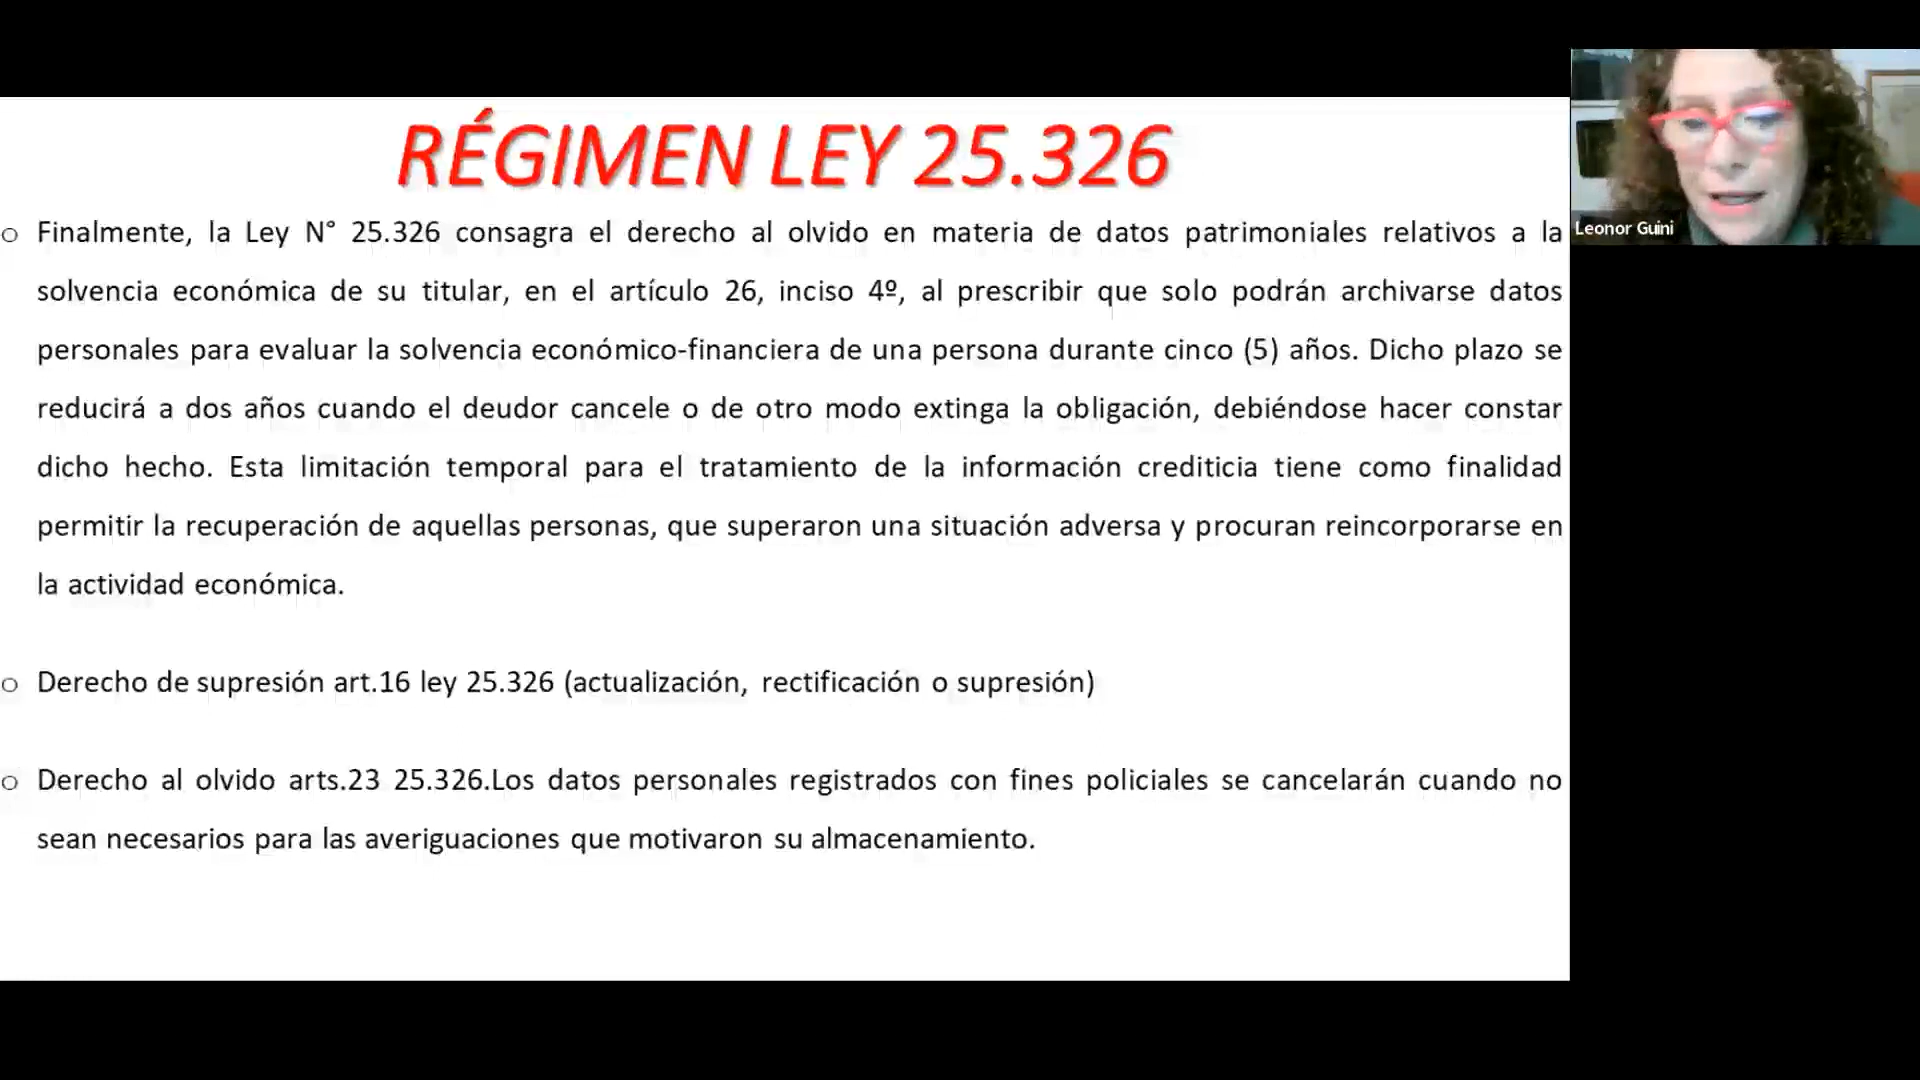 RÉGIMEN LEY 25.326
Leonor Guini
o Finalmente, la Ley N° 25.326 consagra el derecho al olvido en materia de datos patrimoniales relativos a la
solvencia económica de su titular, en el artículo 26, inciso 4º, al prescribir que solo podrán archivarse datos
personales para evaluar la solvencia económico-financiera de una persona durante cinco (5) años. Dicho plazo se
reducirá a dos años cuando el deudor cancele o de otro modo extinga la obligación, debiéndose hacer constar
dicho hecho. Esta limitación temporal para el tratamiento de la información crediticia tiene como finalidad
permitir la recuperación de aquellas personas, que superaron una situación adversa y procuran reincorporarse en
la actividad económica.
o Derecho de supresión art.16 ley 25.326 (actualización, rectificación o supresión)
o Derecho al olvido arts.23 25.326.Los datos personales registrados con fines policiales se cancelarán cuando no
sean necesarios para las averiguaciones que motivaron su almacenamiento.